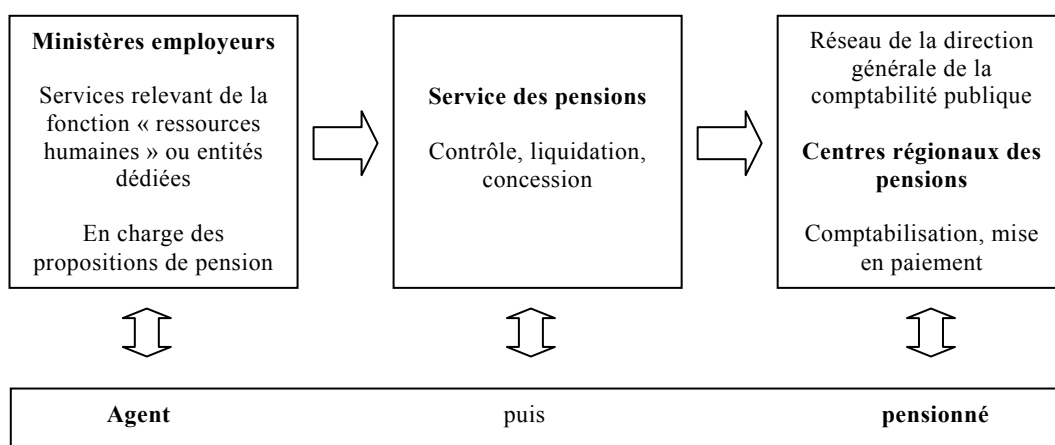 Ministères employeurs
Services relevant de la
fonction « ressources
humaines » ou entités
dédiées
En charge des
propositions de pension
Service des pensions
Contrôle, liquidation,
concession
Réseau de la direction
générale de la
comptabilité publique
Centres régionaux des
pensions
Comptabilisation, mise
en paiement
Agent puis pensionné